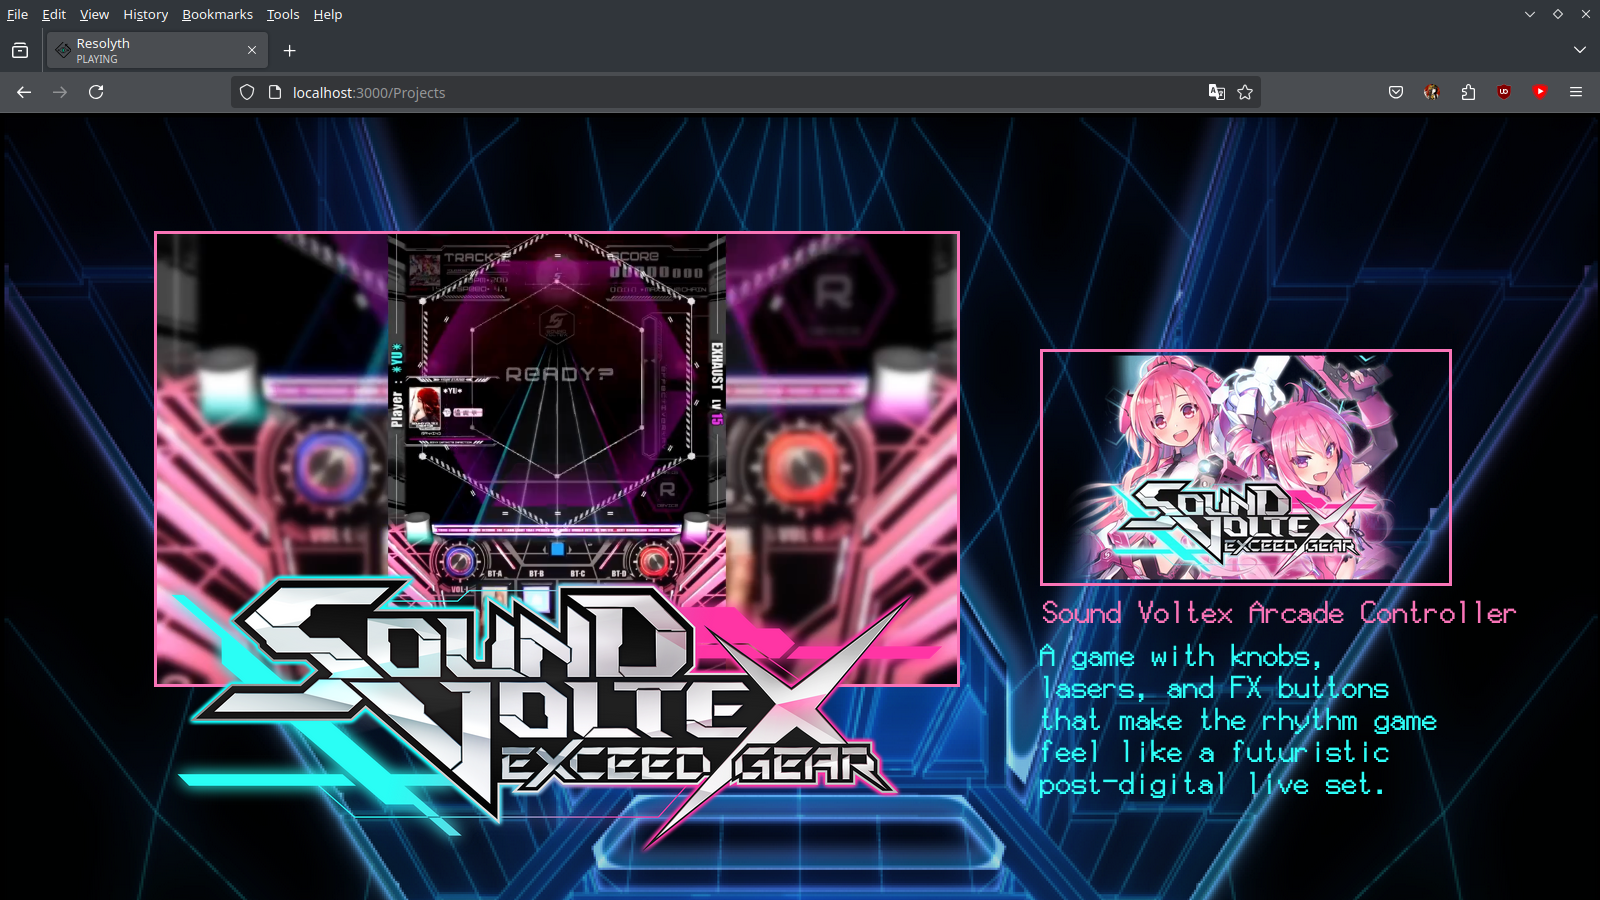 File Edit View History Bookmarks Tools Help
Resolyth
PLAYING
localhost:3000/Projects
TRACK
SCORE
READY?
Player : *YU*
*YU*
EXHAUST LV 15
R
R
BT-A BT-B BT-C BT-D
VOL-L
SOUND
VOLTEX
EXCEED GEAR
SOUND
VOLTEX
EXCEED GEAR
Sound Voltex Arcade Controller
A game with knobs,
lasers, and FX buttons
that make the rhythm game
feel like a futuristic
post-digital live set.